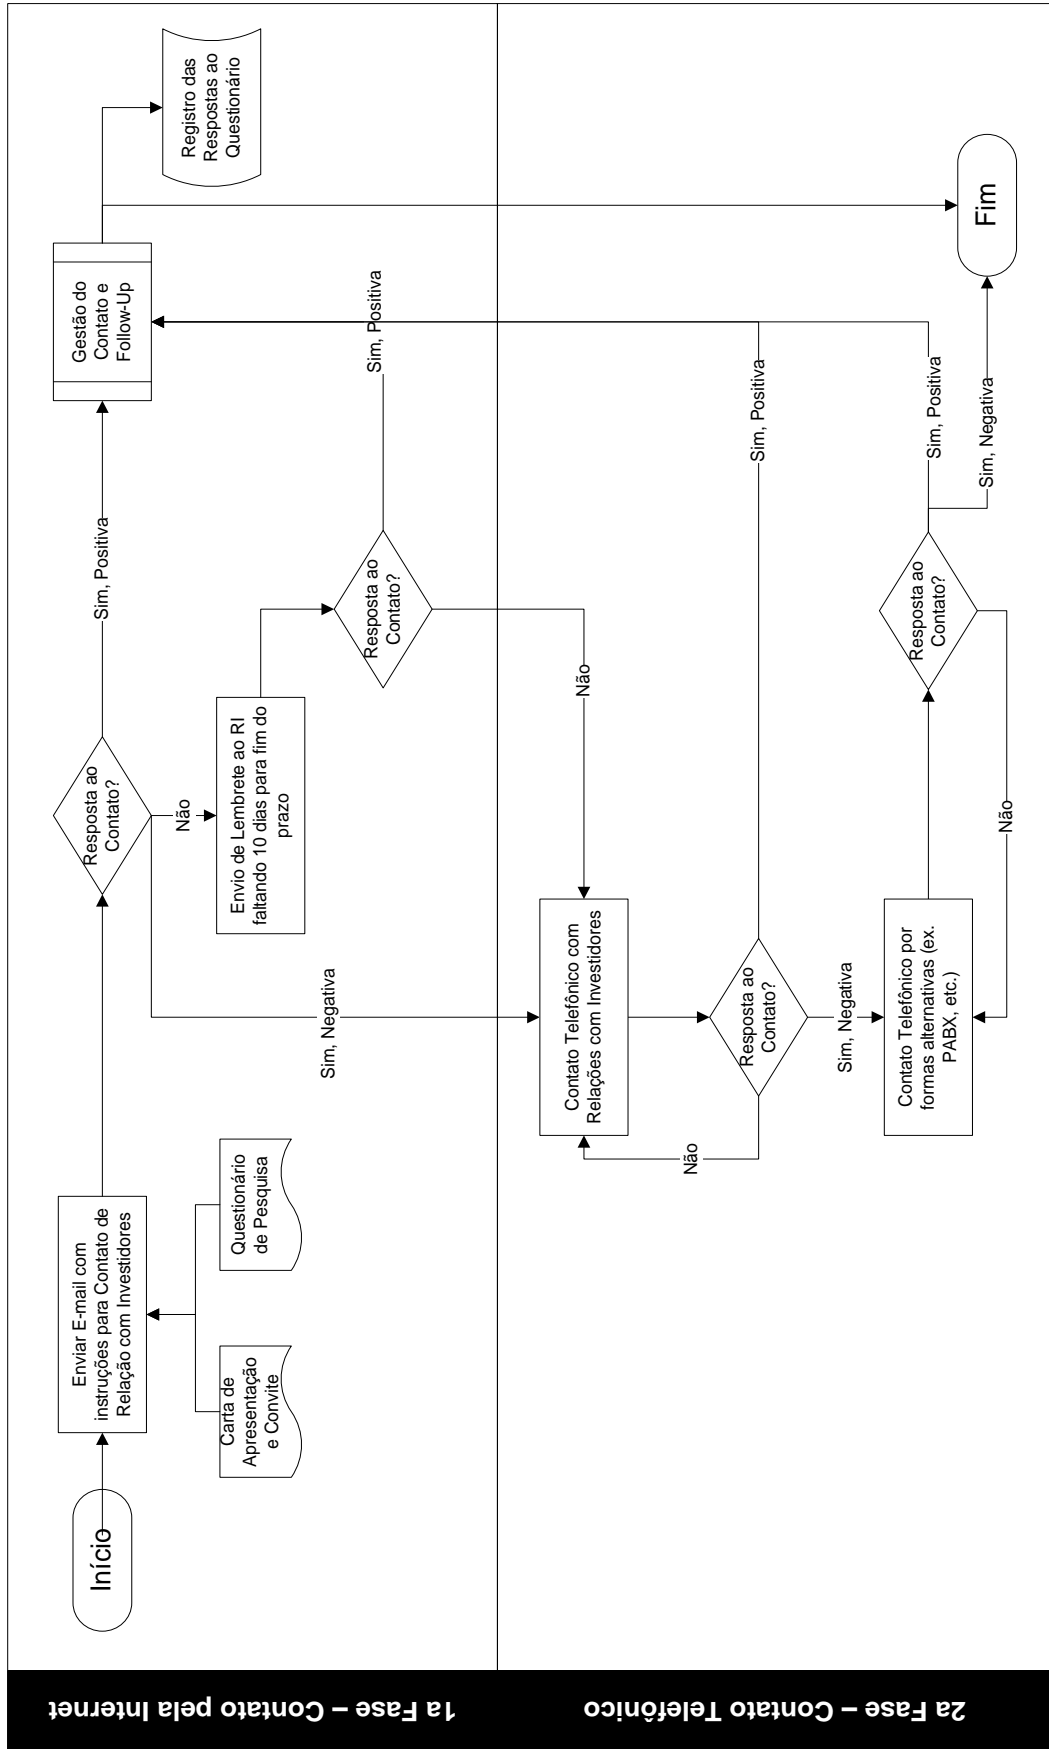 1a Fase – Contato pela Internet
Início
Enviar E-mail com
instruções para Contato de
Relação com Investidores
Carta de
Apresentação
e Convite
Questionário
de Pesquisa
Resposta ao
Contato?
Sim, Positiva
Não
Sim, Negativa
Envio de Lembrete ao RI
faltando 10 dias para fim do
prazo
Resposta ao
Contato?
Sim, Positiva
Não
Gestão do
Contato e
Follow-Up
Registro das
Respostas ao
Questionário
2a Fase – Contato Telefônico
Contato Telefônico com
Relações com Investidores
Resposta ao
Contato?
Não
Sim, Positiva
Sim, Negativa
Contato Telefônico por
formas alternativas (ex.
PABX, etc.)
Resposta ao
Contato?
Não
Sim, Positiva
Sim, Negativa
Fim